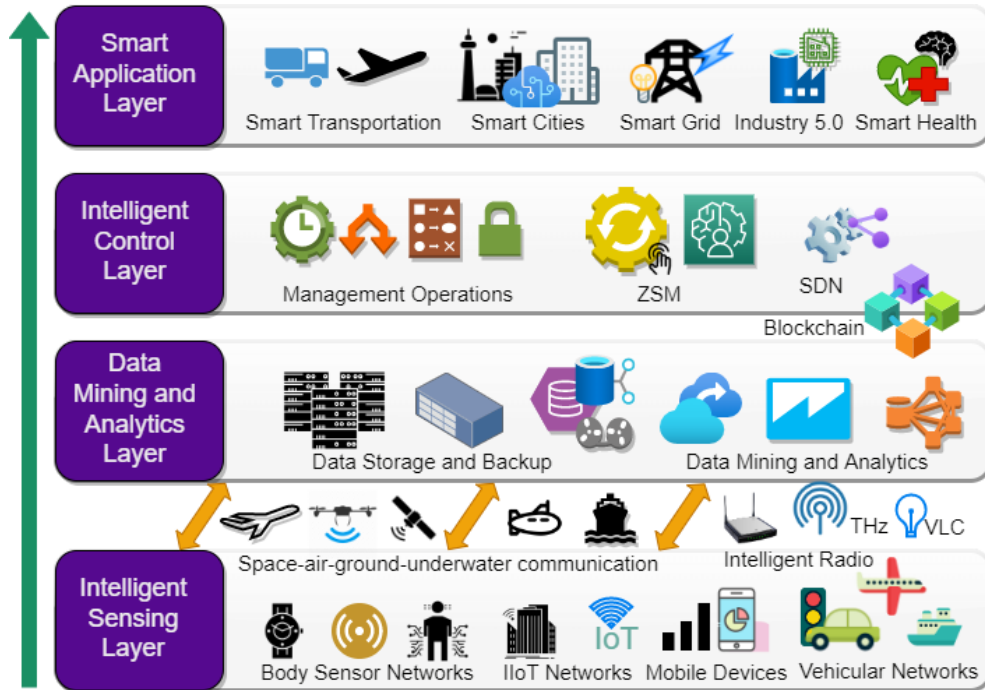 Smart
Application
Layer
Smart Transportation
Smart Cities
Smart Grid
Industry 5.0
Smart Health
Intelligent
Control
Layer
Management Operations
ZSM
SDN
Blockchain
Data
Mining and
Analytics
Layer
Data Storage and Backup
Data Mining and Analytics
THz
VLC
Space-air-ground-underwater communication
Intelligent Radio
Intelligent
Sensing
Layer
IoT
Body Sensor Networks
IIoT Networks
Mobile Devices
Vehicular Networks